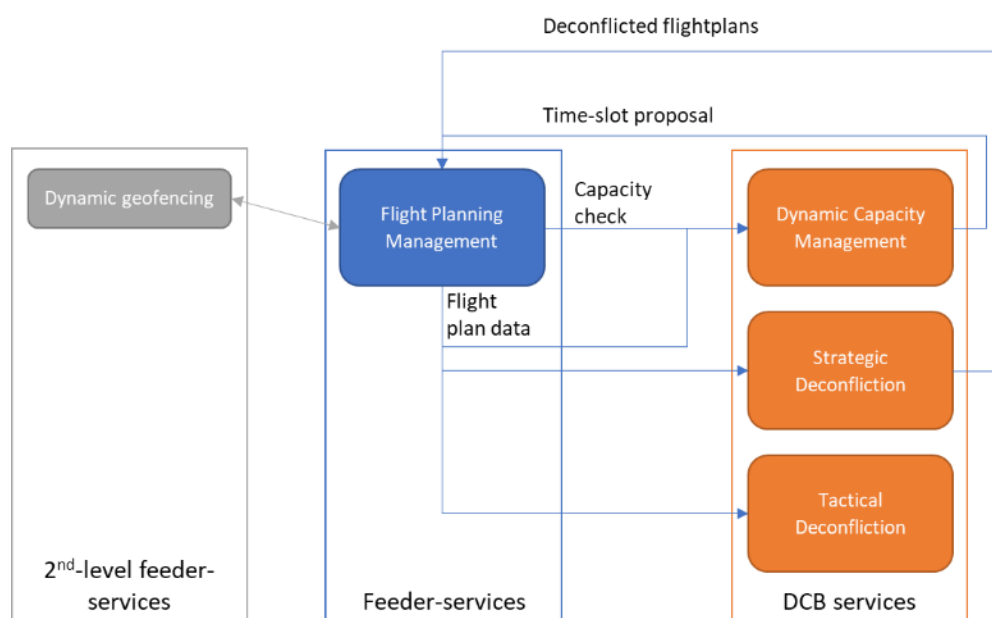 Deconflicted flightplans
Time-slot proposal
Dynamic geofencing
Flight Planning
Management
Capacity
check
Dynamic Capacity
Management
Flight
plan data
Strategic
Deconfliction
Tactical
Deconfliction
2nd-level feeder-
services
Feeder-services
DCB services